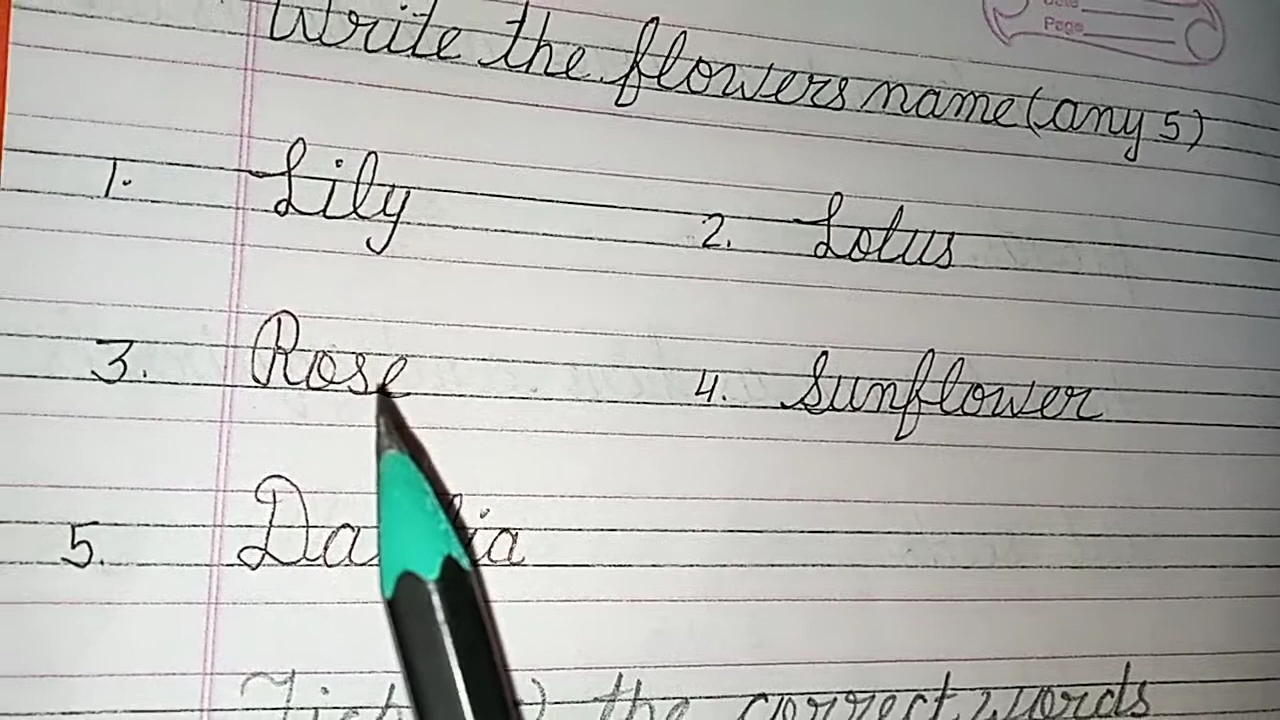 Page
Write the flowers name (any 5)
1. Lily 2. Lotus
3. Rose 4. Sunflower
5.
the correct words